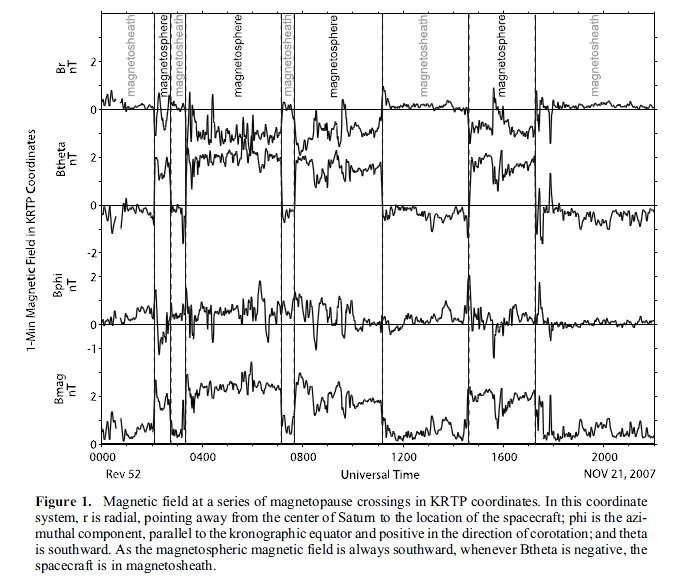 magnetosheath
magnetosphere
magnetosheath
magnetosphere
magnetosheath
magnetosphere
magnetosheath
magnetosphere
magnetosheath
1-Min Magnetic Field in KRTP Coordinates
Br
nT
2
0
Btheta
nT
2
0
-2
Bphi
nT
2
0
-1
Bmag
nT
2
0
0000 0400 0800 1200 1600 2000
Rev 52 Universal Time NOV 21, 2007
Figure 1. Magnetic field at a series of magnetopause crossings in KRTP coordinates. In this coordinate
system, r is radial, pointing away from the center of Saturn to the location of the spacecraft; phi is the azi-
muthal component, parallel to the kronographic equator and positive in the direction of corotation; and theta
is southward. As the magnetospheric magnetic field is always southward, whenever Btheta is negative, the
spacecraft is in magnetosheath.